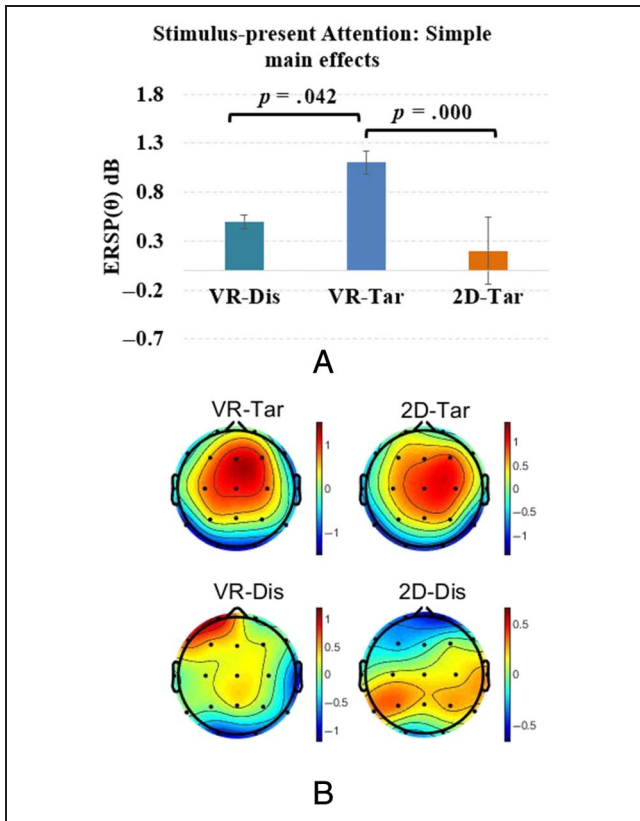 Stimulus-present Attention: Simple
main effects
1.8
p = .042
p = .000
1.3
0.8
0.3
−0.2
−0.7
ERSP(θ) dB
VR-Dis
VR-Tar
2D-Tar
A
VR-Tar
2D-Tar
1
0
−1
1
0.5
0
−0.5
−1
VR-Dis
2D-Dis
1
0.5
0
−0.5
−1
0.5
0
−0.5
B